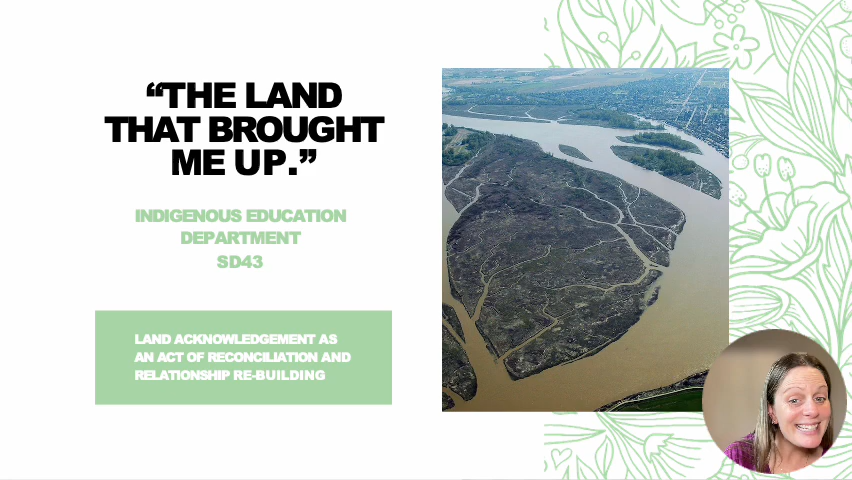 “THE LAND
THAT BROUGHT
ME UP.”
INDIGENOUS EDUCATION
DEPARTMENT
SD43
LAND ACKNOWLEDGEMENT AS
AN ACT OF RECONCILIATION AND
RELATIONSHIP RE-BUILDING